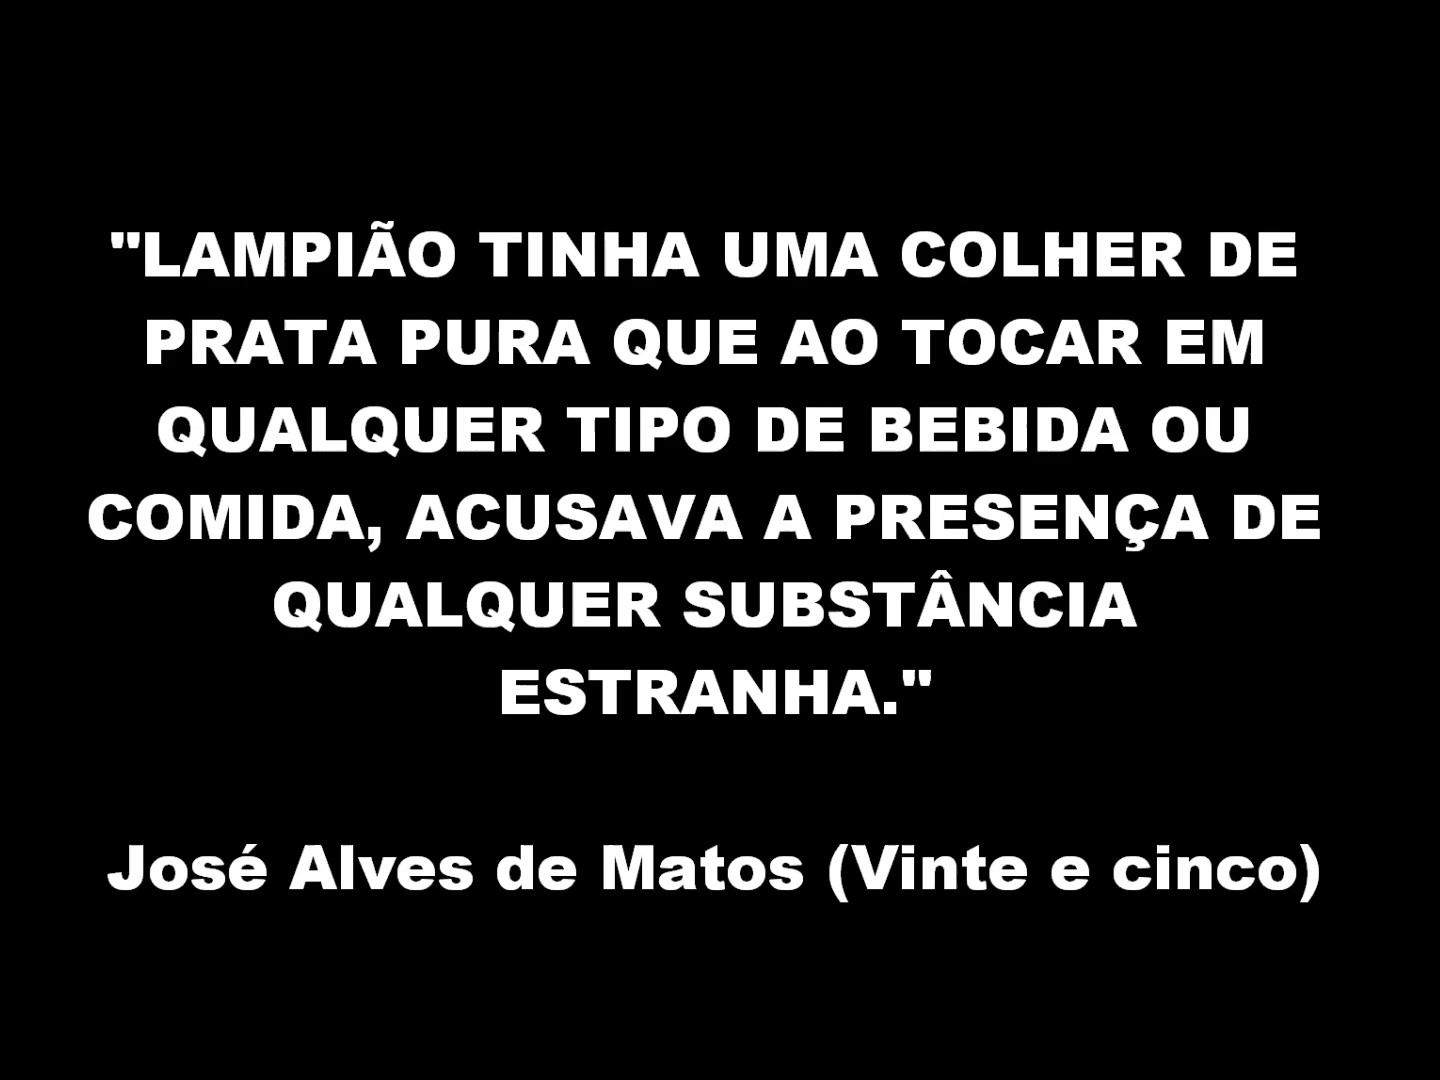 "LAMPIÃO TINHA UMA COLHER DE
PRATA PURA QUE AO TOCAR EM
QUALQUER TIPO DE BEBIDA OU
COMIDA, ACUSAVA A PRESENÇA DE
QUALQUER SUBSTÂNCIA
ESTRANHA."
José Alves de Matos (Vinte e cinco)